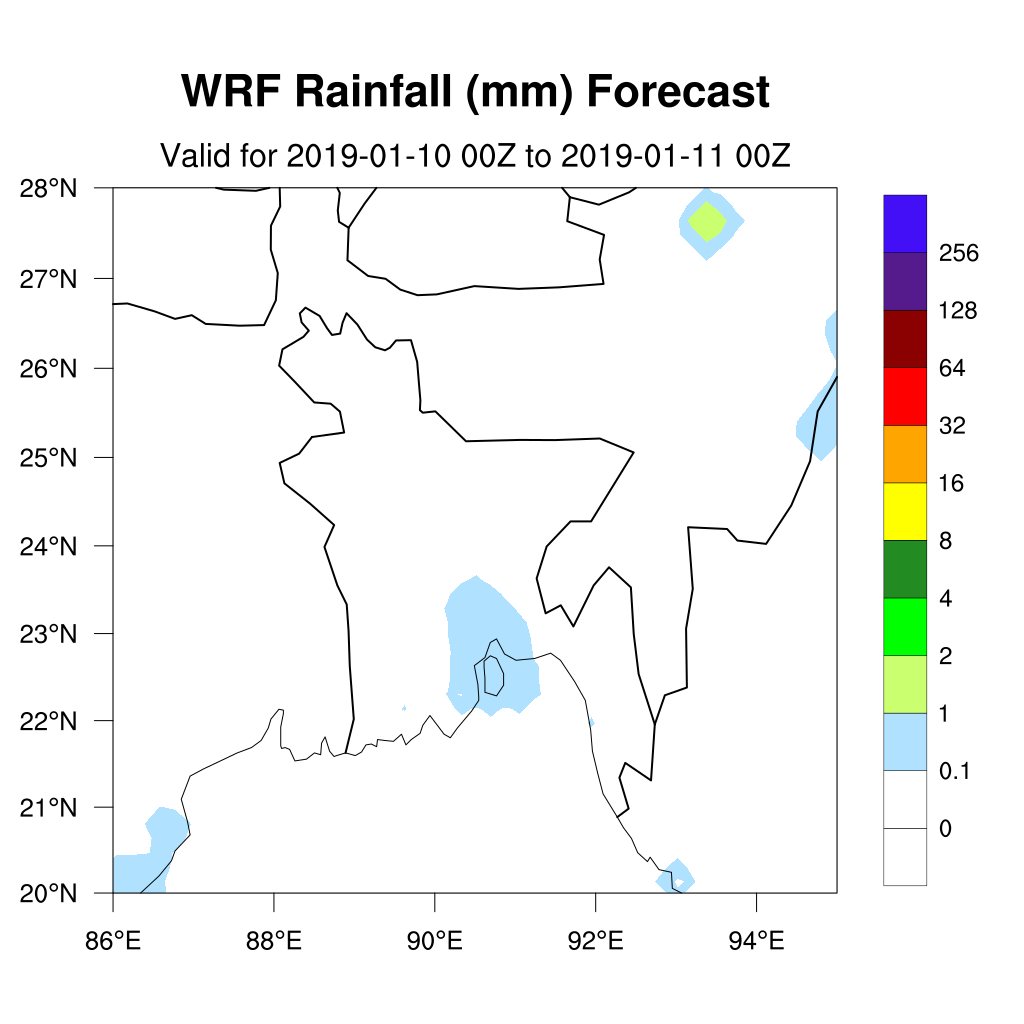 WRF Rainfall (mm) Forecast
Valid for 2019-01-10 00Z to 2019-01-11 00Z
28°N
27°N
26°N
25°N
24°N
23°N
22°N
21°N
20°N
86°E 88°E 90°E 92°E 94°E
256
128
64
32
16
8
4
2
1
0.1
0